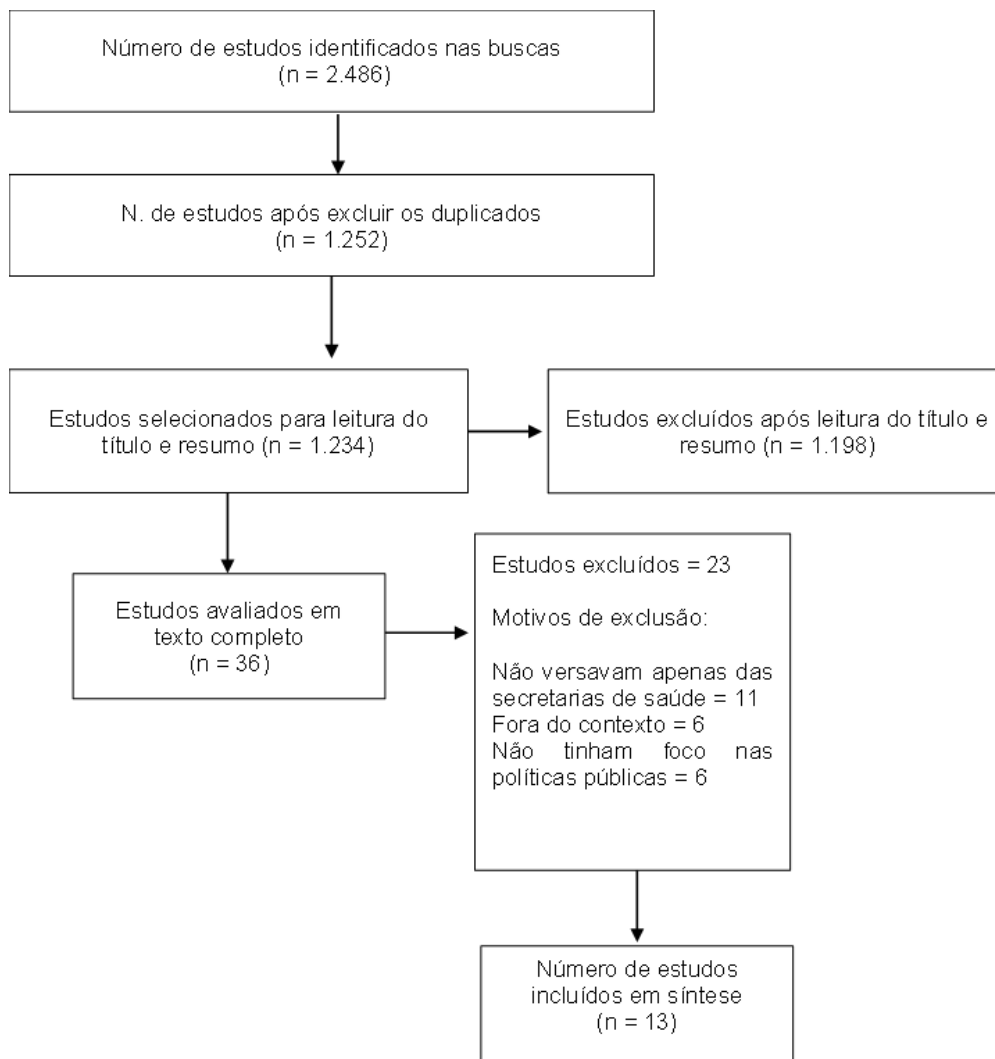 Número de estudos identificados nas buscas
(n = 2.486)
N. de estudos após excluir os duplicados
(n = 1.252)
Estudos selecionados para leitura do
título e resumo (n = 1.234)
Estudos excluídos após leitura do título e
resumo (n = 1.198)
Estudos avaliados em
texto completo
(n = 36)
Estudos excluídos = 23
Motivos de exclusão:
Não versavam apenas das
secretarias de saúde = 11
Fora do contexto = 6
Não tinham foco nas
políticas públicas = 6
Número de estudos
incluídos em síntese
(n = 13)